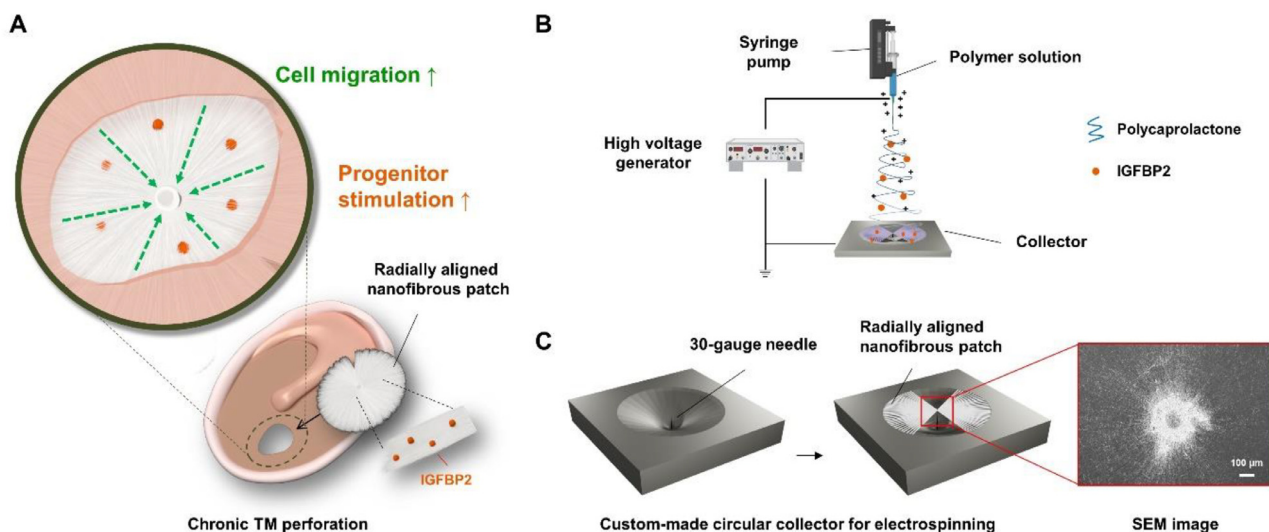 A
Cell migration ↑
Progenitor
stimulation ↑
Radially aligned
nanofibrous patch
IGFBP2
Chronic TM perforation
B
Syringe
pump
Polymer solution
High voltage
generator
Polycaprolactone
IGFBP2
Collector
C
30-gauge needle
Radially aligned
nanofibrous patch
100 µm
Custom-made circular collector for electrospinning
SEM image